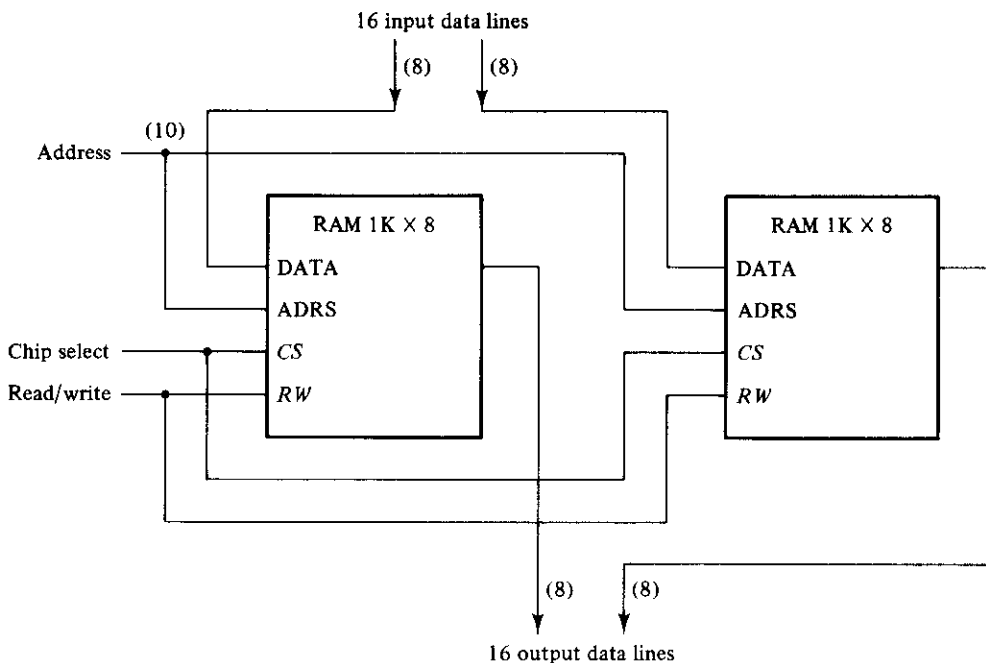 16 input data lines
(8) (8)
(10)
Address
RAM 1K × 8 RAM 1K × 8
DATA DATA
ADRS ADRS
Chip select CS CS
Read/write RW RW
(8) (8)
16 output data lines